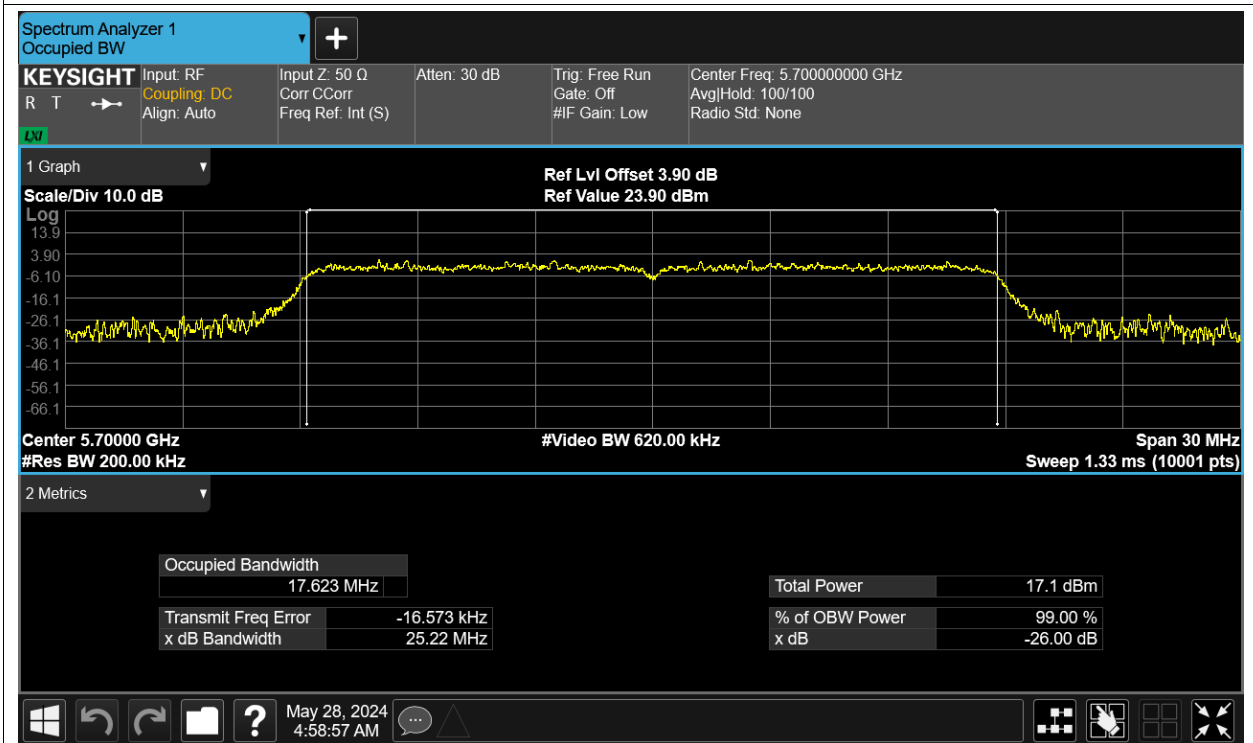 Spectrum Analyzer 1
Occupied BW
KEYSIGHT
R T
LXI
Input: RF
Coupling: DC
Align: Auto
Input Z: 50 Ω
Corr CCorr
Freq Ref: Int (S)
Atten: 30 dB
Trig: Free Run
Gate: Off
#IF Gain: Low
Center Freq: 5.700000000 GHz
Avg|Hold: 100/100
Radio Std: None
1 Graph
Scale/Div 10.0 dB
Ref Lvl Offset 3.90 dB
Ref Value 23.90 dBm
Log
13.9
3.90
-6.10
-16.1
-26.1
-36.1
-46.1
-56.1
-66.1
Center 5.70000 GHz
#Res BW 200.00 kHz
#Video BW 620.00 kHz
Span 30 MHz
Sweep 1.33 ms (10001 pts)
2 Metrics
Occupied Bandwidth
17.623 MHz
Transmit Freq Error -16.573 kHz
x dB Bandwidth 25.22 MHz
Total Power 17.1 dBm
% of OBW Power 99.00 %
x dB -26.00 dB
May 28, 2024
4:58:57 AM